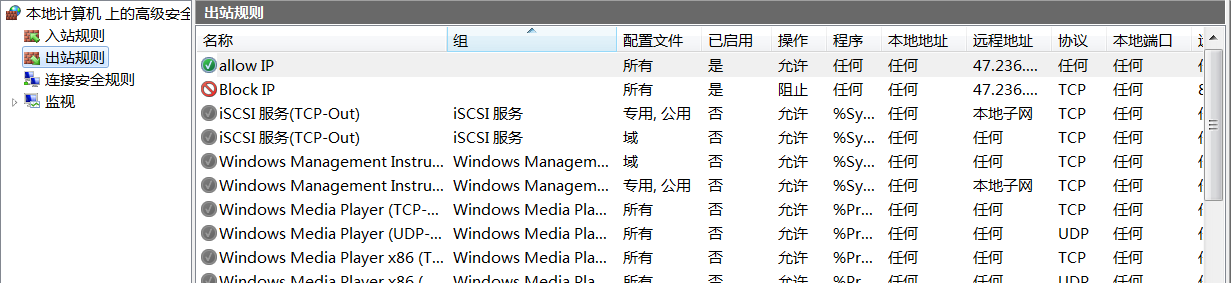 本地计算机 上的高级安全
入站规则
出站规则
连接安全规则
监视
出站规则
名称 组 配置文件 已启用 操作 程序 本地地址 远程地址 协议 本地端口
allow IP 所有 是 允许 任何 任何 47.236.... 任何 任何
Block IP 所有 是 阻止 任何 任何 47.236.... TCP 任何 8
iSCSI 服务(TCP-Out) iSCSI 服务 专用, 公用 否 允许 %Sy... 任何 本地子网 TCP 任何
iSCSI 服务(TCP-Out) iSCSI 服务 域 否 允许 %Sy... 任何 任何 TCP 任何
Windows Management Instru... Windows Managem... 域 否 允许 %Sy... 任何 任何 TCP 任何
Windows Management Instru... Windows Managem... 专用, 公用 否 允许 %Sy... 任何 本地子网 TCP 任何
Windows Media Player (TCP-... Windows Media Pla... 所有 否 允许 %Pr... 任何 任何 TCP 任何
Windows Media Player (UDP-... Windows Media Pla... 所有 否 允许 %Pr... 任何 任何 UDP 任何
Windows Media Player x86 (T... Windows Media Pla... 所有 否 允许 %Pr... 任何 任何 TCP 任何
Windows Media Player x86 ( Windows Media Pla... 所有 否 允许 %Pr... 任何 任何 UDP 任何